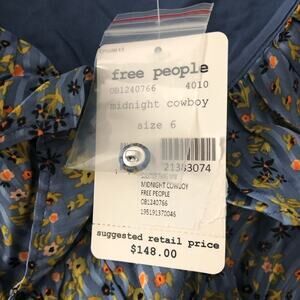 free people
OB1240766 4010
midnight cowboy
size 6
21383074
MIDNIGHT COWBOY
FREE PEOPLE
OB1240766
195191370046
suggested retail price
$148.00